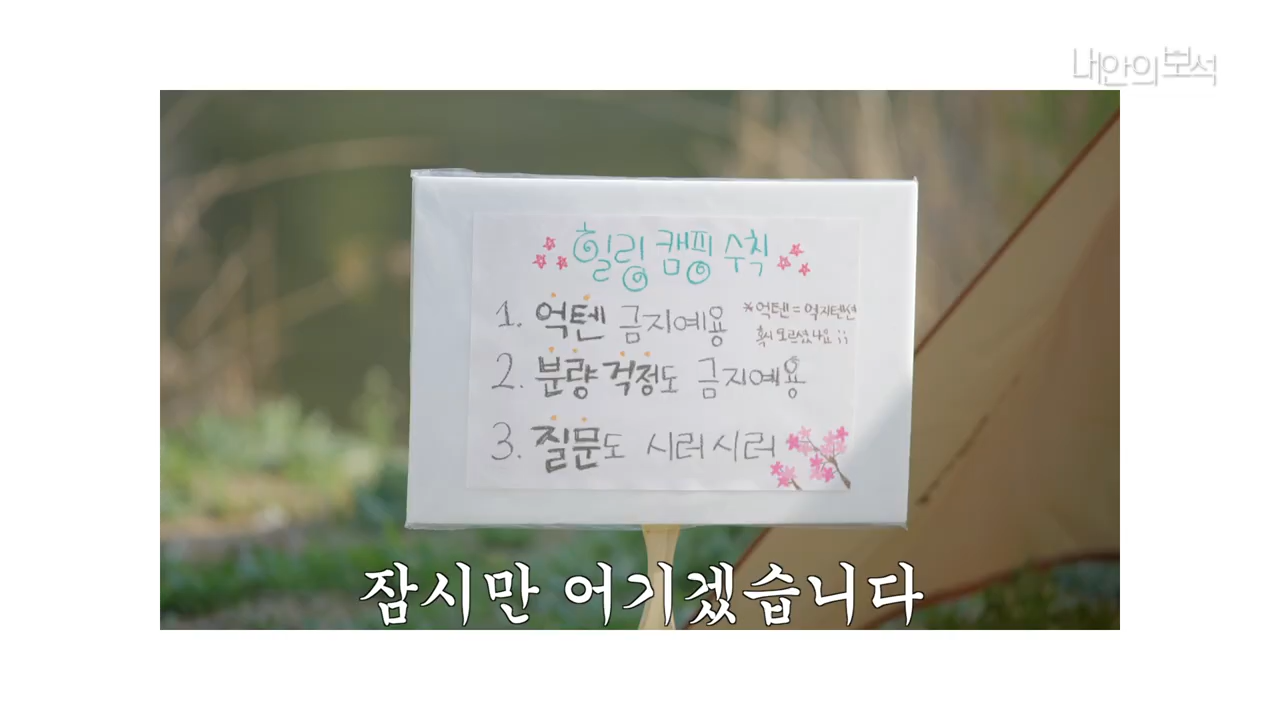 내안의보석
힐링 캠핑 수칙
1. 억텐 금지예용
*억텐 = 억지텐션
혹시 모르셨나요 ;;
2. 분량 걱정도 금지예용
3. 질문도 시러시러
잠시만 어기겠습니다